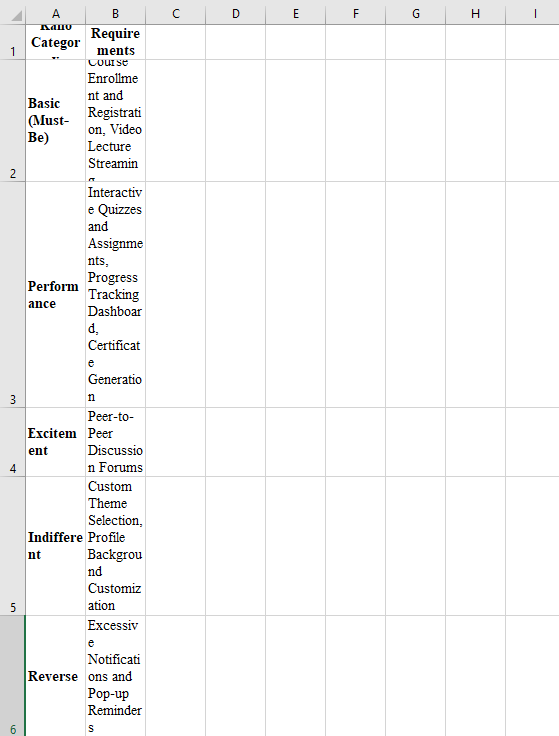 A B C D E F G H I
1
Kano
Categor
y
Require
ments
2
Basic
(Must-
Be)
Course
Enrollme
nt and
Registrati
on, Video
Lecture
Streamin
g
3
Perform
ance
Interactiv
e Quizzes
and
Assignme
nts,
Progress
Tracking
Dashboar
d,
Certificat
e
Generatio
n
4
Excitem
ent
Peer-to-
Peer
Discussio
n Forums
5
Indiffere
nt
Custom
Theme
Selection,
Profile
Backgrou
nd
Customiz
ation
6
Reverse
Excessiv
e
Notificati
ons and
Pop-up
Reminder
s